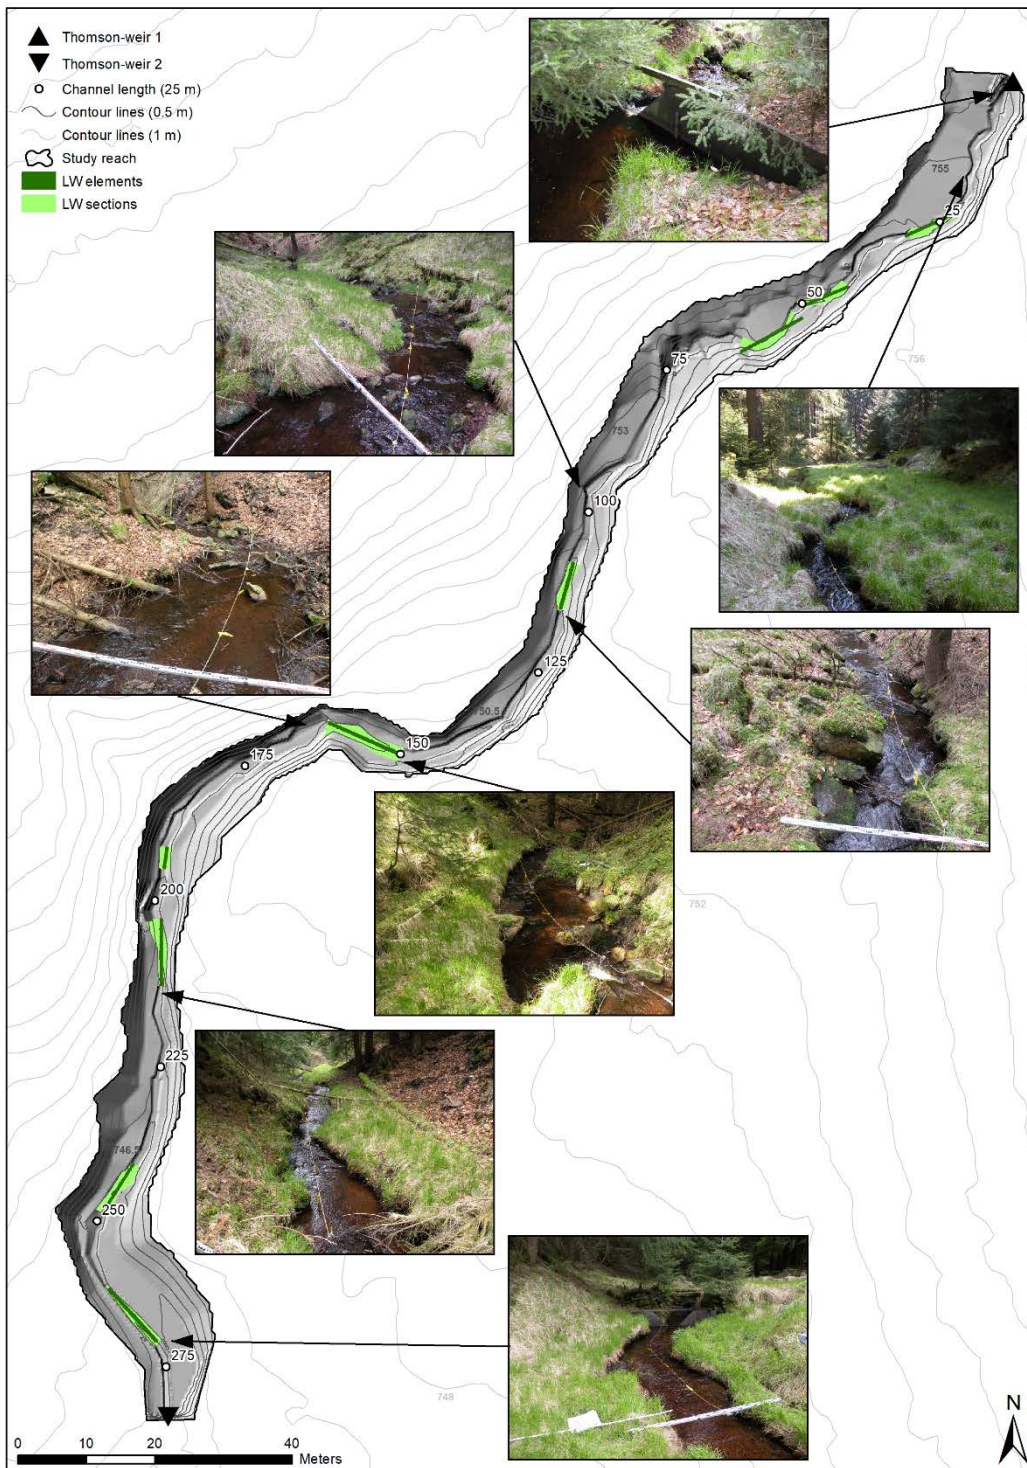 Thomson-weir 1
Thomson-weir 2
Channel length (25 m)
Contour lines (0.5 m)
Contour lines (1 m)
Study reach
LW elements
LW sections
755
25
50
756
75
753
100
125
750.5
150
175
752
200
225
746.5
250
275
748
N
0 10 20 40
Meters